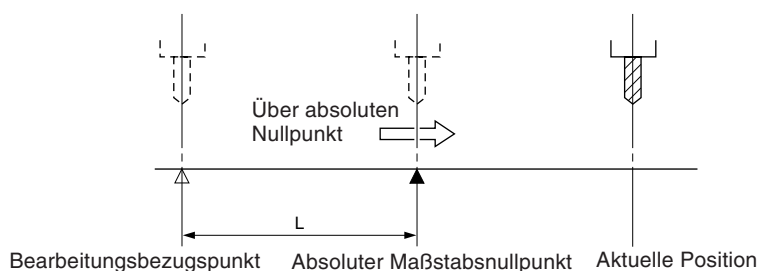 Über absoluten
Nullpunkt
L
Bearbeitungsbezugspunkt Absoluter Maßstabsnullpunkt Aktuelle Position